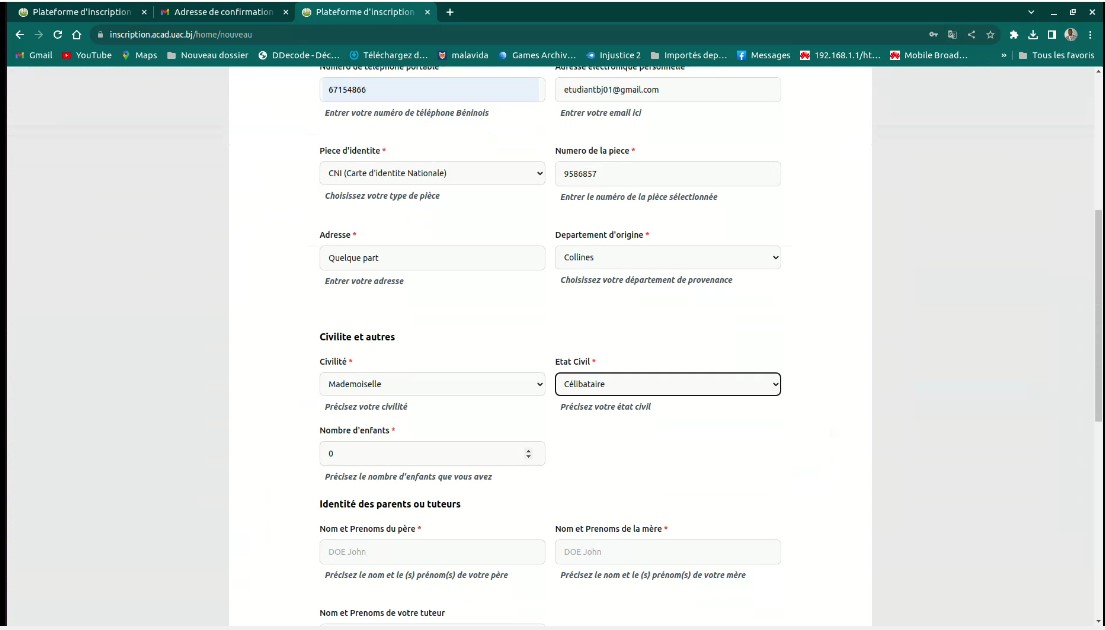 Plateforme d'inscription
Adresse de confirmation
Plateforme d'inscription
inscription.acad.uac.bj/home/nouveau
Gmail YouTube Maps Nouveau dossier DDecode - Déc... Téléchargez d... malavida Games Archiv... Injustice 2 Importés dep... Messages 192.168.1.1/ht... Mobile Broad... » Tous les favoris
Numéro de téléphone portable Adresse électronique personnelle
67154866 etudiantbj01@gmail.com
Entrer votre numéro de téléphone Béninois Entrer votre email ici
Piece d'identite * Numero de la piece *
CNI (Carte d'identite Nationale) 9586857
Choisissez votre type de pièce Entrer le numéro de la pièce sélectionnée
Adresse * Departement d'origine *
Quelque part Collines
Entrer votre adresse Choisissez votre département de provenance
Civilite et autres
Civilité * Etat Civil *
Mademoiselle Célibataire
Précisez votre civilité Précisez votre état civil
Nombre d'enfants *
0
Précisez le nombre d'enfants que vous avez
Identité des parents ou tuteurs
Nom et Prenoms du père * Nom et Prenoms de la mère *
DOE John DOE John
Précisez le nom et le (s) prénom(s) de votre père Précisez le nom et le (s) prénom(s) de votre mère
Nom et Prenoms de votre tuteur